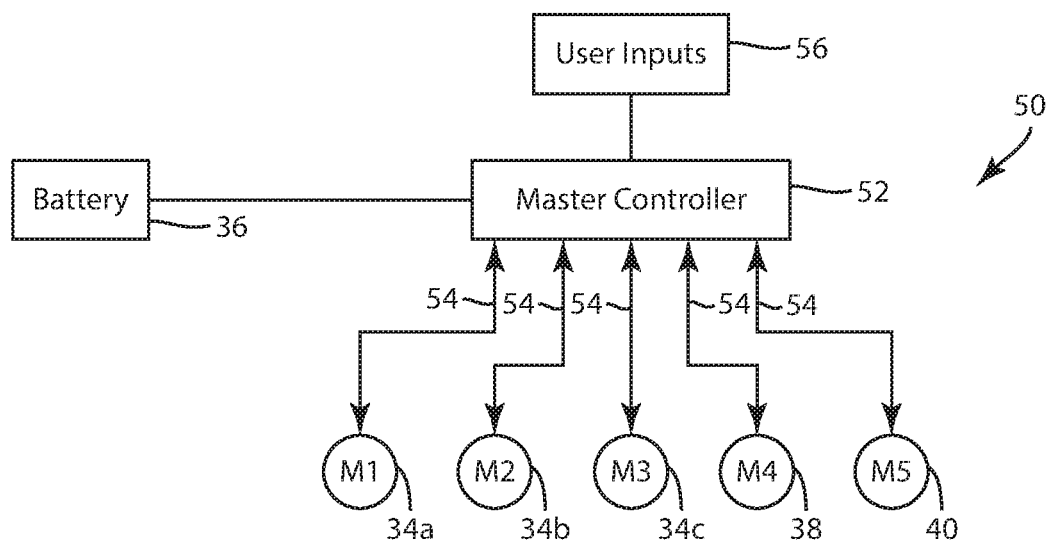 User Inputs
56
50
Battery
36
Master Controller
52
54
54
54
54
54
M1
M2
M3
M4
M5
34a
34b
34c
38
40